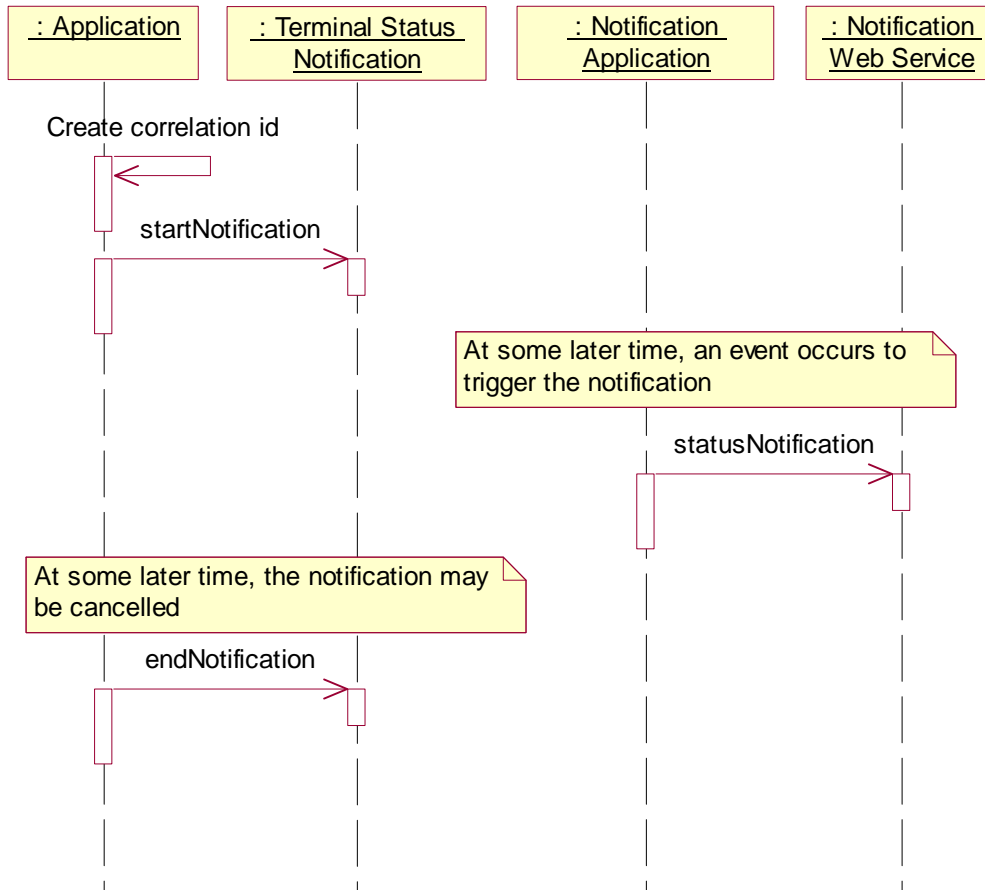 : Application
: Terminal Status
Notification
: Notification
Application
: Notification
Web Service
Create correlation id
startNotification
At some later time, an event occurs to
trigger the notification
statusNotification
At some later time, the notification may
be cancelled
endNotification